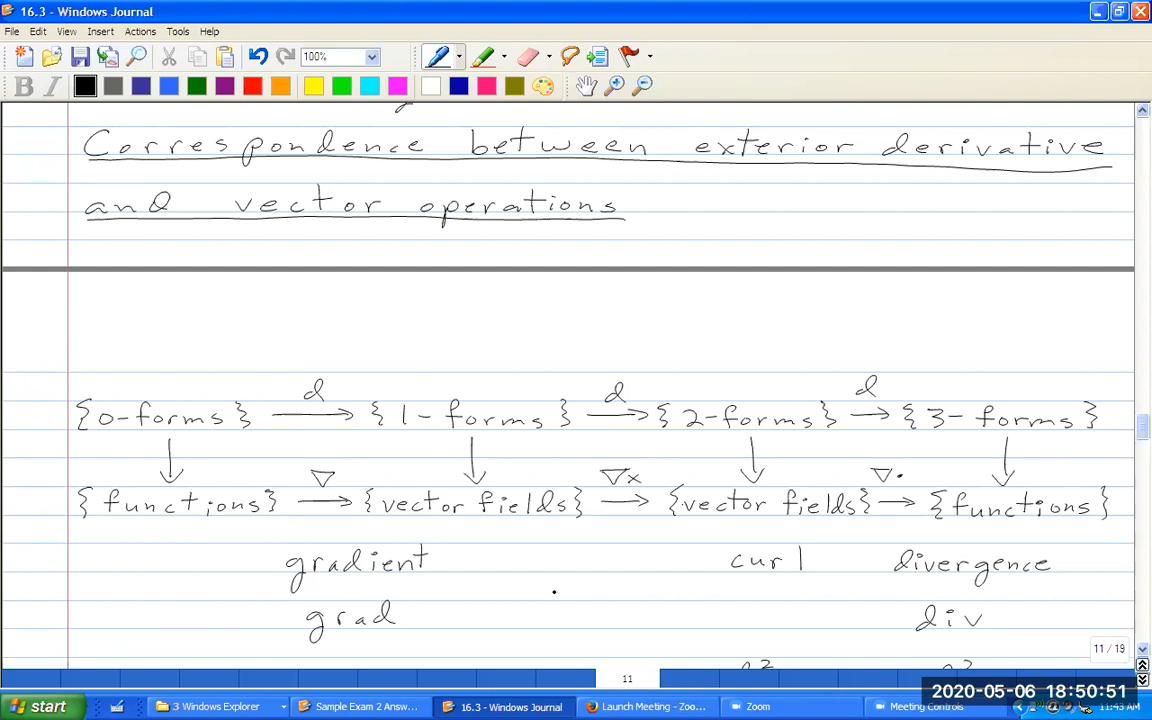 16.3 - Windows Journal
File Edit View Insert Actions Tools Help
100%
B I
Correspondence between exterior derivative
and vector operations
d d d
{0-forms} → {1-forms} → {2-forms} → {3-forms}
↓ ↓ ↓ ↓
∇ ∇× ∇·
{functions} → {vector fields} → {vector fields} → {functions}
gradient curl divergence
grad div
11 / 19
11
2020-05-06 18:50:51
start 3 Windows Explorer Sample Exam 2 Answ... 16.3 - Windows Journal Launch Meeting - Zoo... Zoom Meeting Controls 11:43 AM